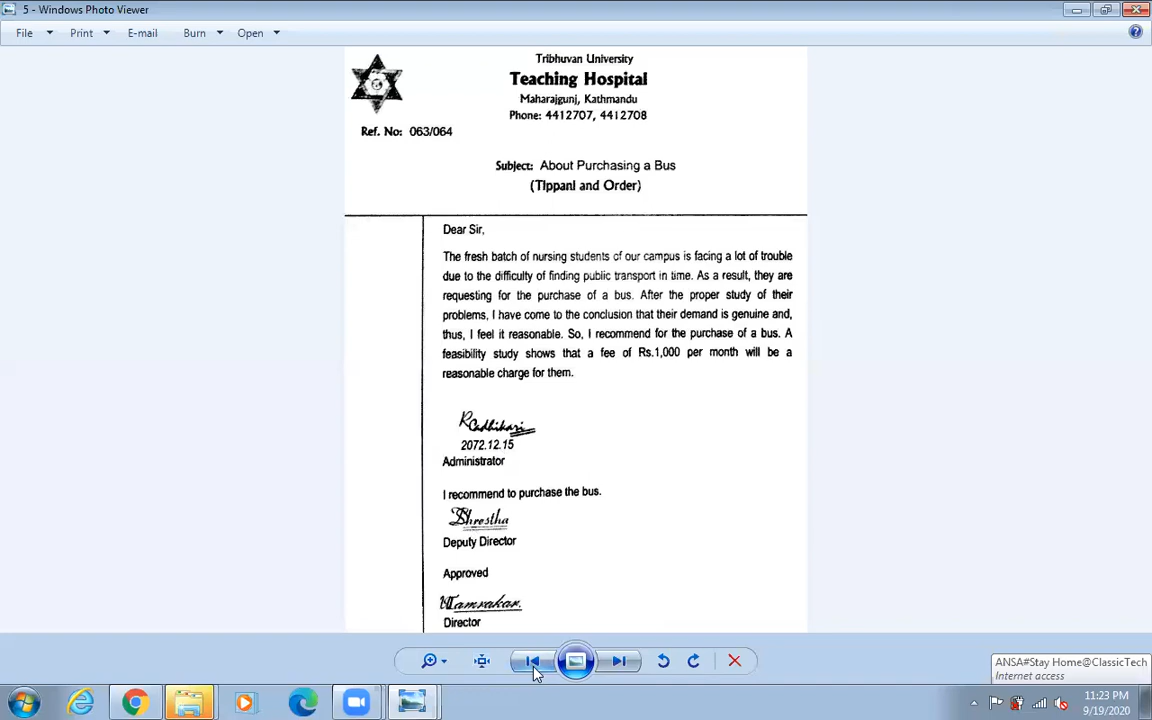 5 - Windows Photo Viewer
File Print E-mail Burn Open
Tribhuvan University
Teaching Hospital
Maharajgunj, Kathmandu
Phone: 4412707, 4412708
Ref. No: 063/064
Subject: About Purchasing a Bus
(Tippani and Order)
Dear Sir,
The fresh batch of nursing students of our campus is facing a lot of trouble
due to the difficulty of finding public transport in time. As a result, they are
requesting for the purchase of a bus. After the proper study of their
problems, I have come to the conclusion that their demand is genuine and,
thus, I feel it reasonable. So, I recommend for the purchase of a bus. A
feasibility study shows that a fee of Rs.1,000 per month will be a
reasonable charge for them.
RAdhikari
2072.12.15
Administrator
I recommend to purchase the bus.
Shrestha
Deputy Director
Approved
Tamrakar.
Director
ANSA#Stay Home@ClassicTech
Internet access
11:23 PM
9/19/2020